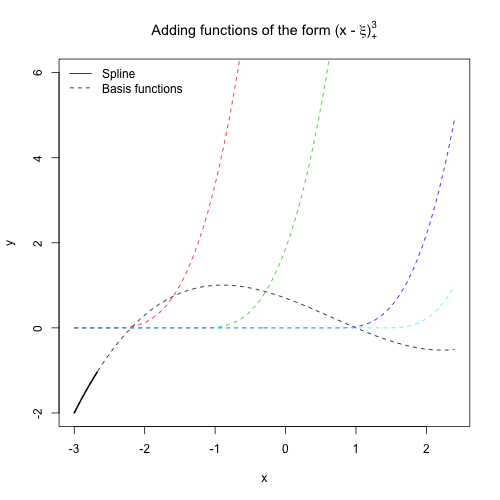 Adding functions of the form (x - ξ)³₊
Spline
Basis functions
6
4
2
0
-2
y
-3 -2 -1 0 1 2
x